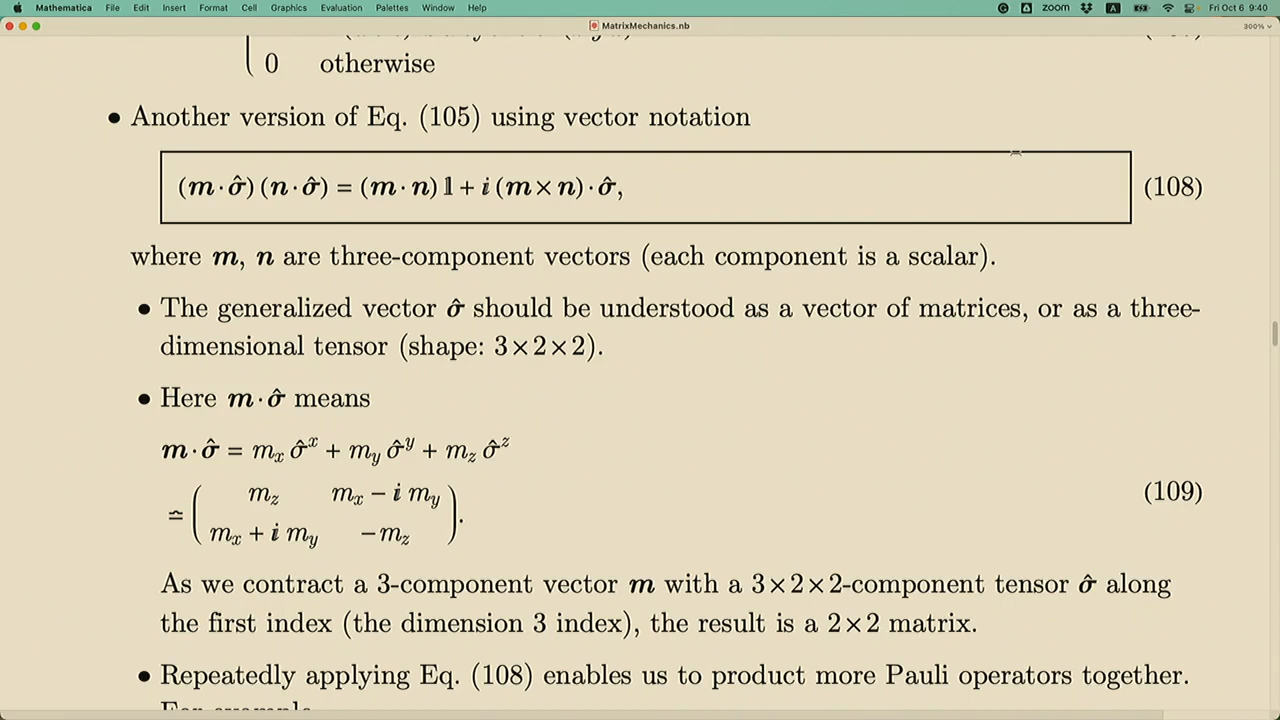 Mathematica File Edit Insert Format Cell Graphics Evaluation Palettes Window Help zoom A Fri Oct 6 9:40
MatrixMechanics.nb 300%
0 otherwise
• Another version of Eq. (105) using vector notation
(m · σ̂) (n · σ̂) = (m · n) 𝟙 + i (m × n) · σ̂, (108)
where m, n are three-component vectors (each component is a scalar).
• The generalized vector σ̂ should be understood as a vector of matrices, or as a three-
dimensional tensor (shape: 3×2×2).
• Here m · σ̂ means
m · σ̂ = m_x σ̂^x + m_y σ̂^y + m_z σ̂^z
≏ ( m_z m_x − i m_y (109)
m_x + i m_y −m_z ).
As we contract a 3-component vector m with a 3×2×2-component tensor σ̂ along
the first index (the dimension 3 index), the result is a 2×2 matrix.
• Repeatedly applying Eq. (108) enables us to product more Pauli operators together.
For example